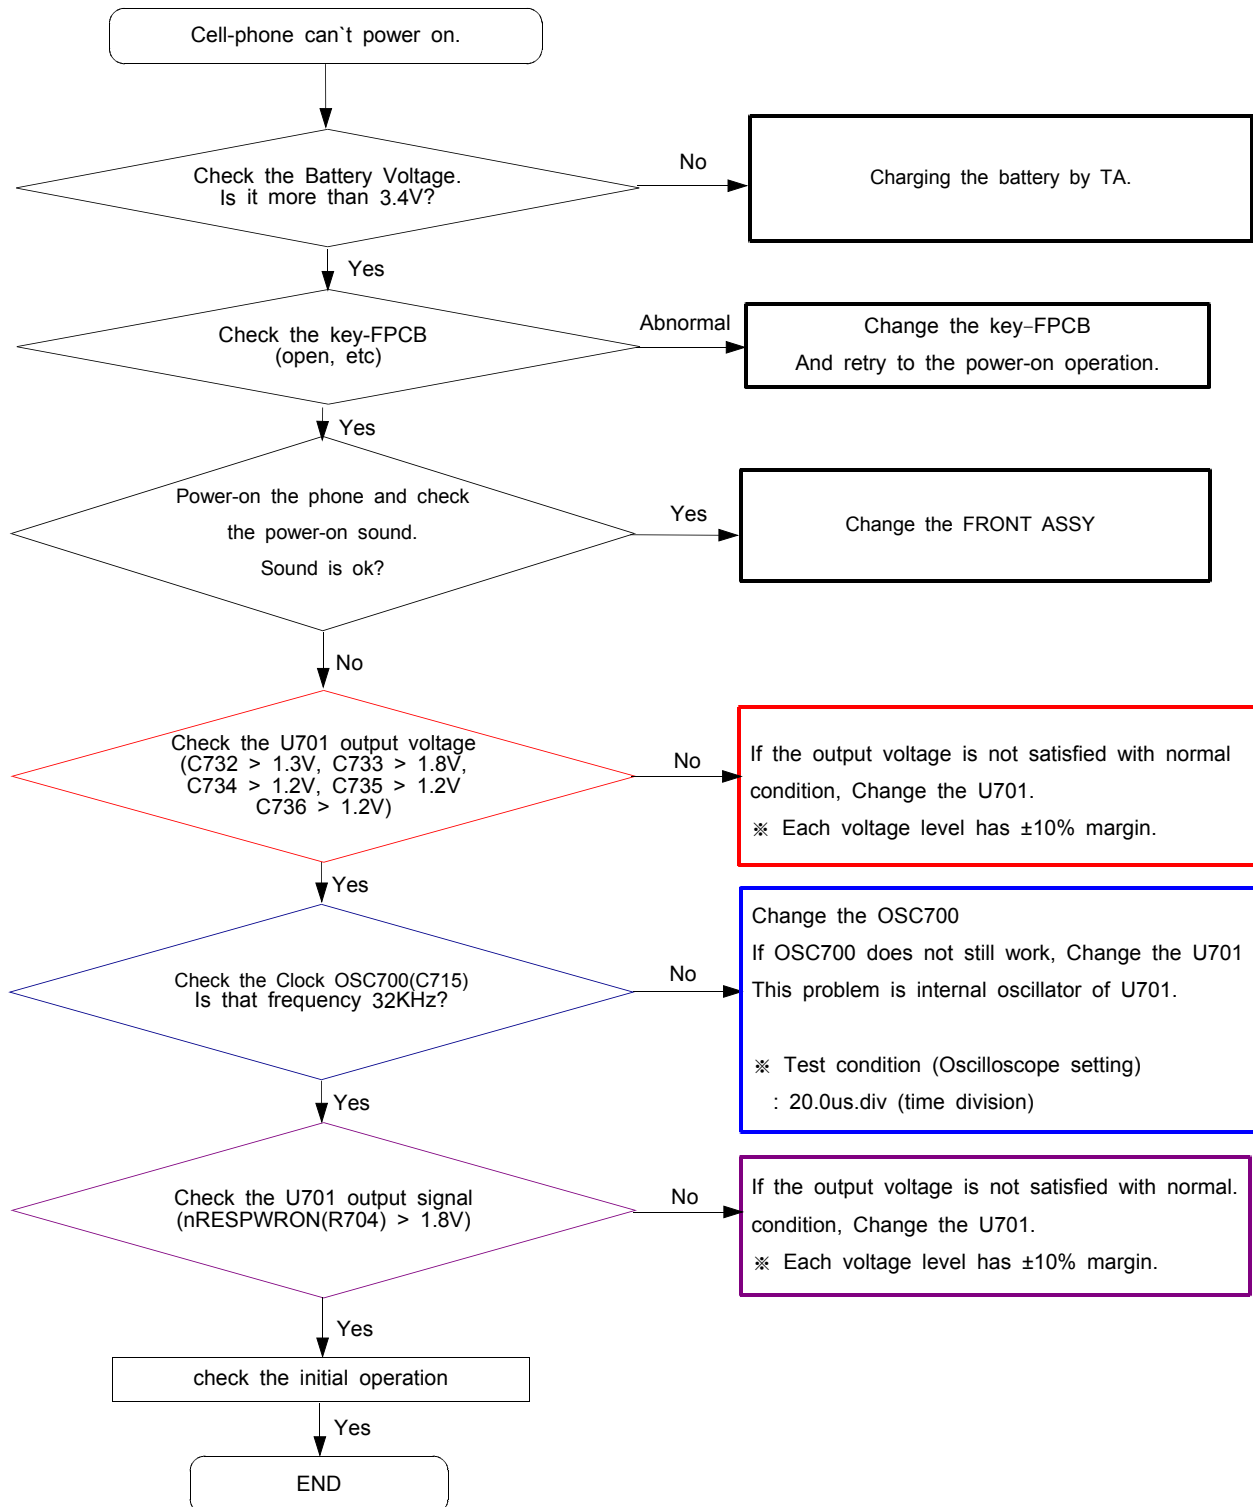 Cell-phone can`t power on.
Check the Battery Voltage.
Is it more than 3.4V?
No
Charging the battery by TA.
Yes
Check the key-FPCB
(open, etc)
Abnormal
Change the key-FPCB
And retry to the power-on operation.
Yes
Power-on the phone and check
the power-on sound.
Sound is ok?
Yes
Change the FRONT ASSY
No
Check the U701 output voltage
(C732 > 1.3V, C733 > 1.8V,
C734 > 1.2V, C735 > 1.2V
C736 > 1.2V)
No
If the output voltage is not satisfied with normal
condition, Change the U701.
※ Each voltage level has ±10% margin.
Yes
Check the Clock OSC700(C715)
Is that frequency 32KHz?
No
Change the OSC700
If OSC700 does not still work, Change the U701
This problem is internal oscillator of U701.
※ Test condition (Oscilloscope setting)
: 20.0us.div (time division)
Yes
Check the U701 output signal
(nRESPWRON(R704) > 1.8V)
No
If the output voltage is not satisfied with normal.
condition, Change the U701.
※ Each voltage level has ±10% margin.
Yes
check the initial operation
Yes
END